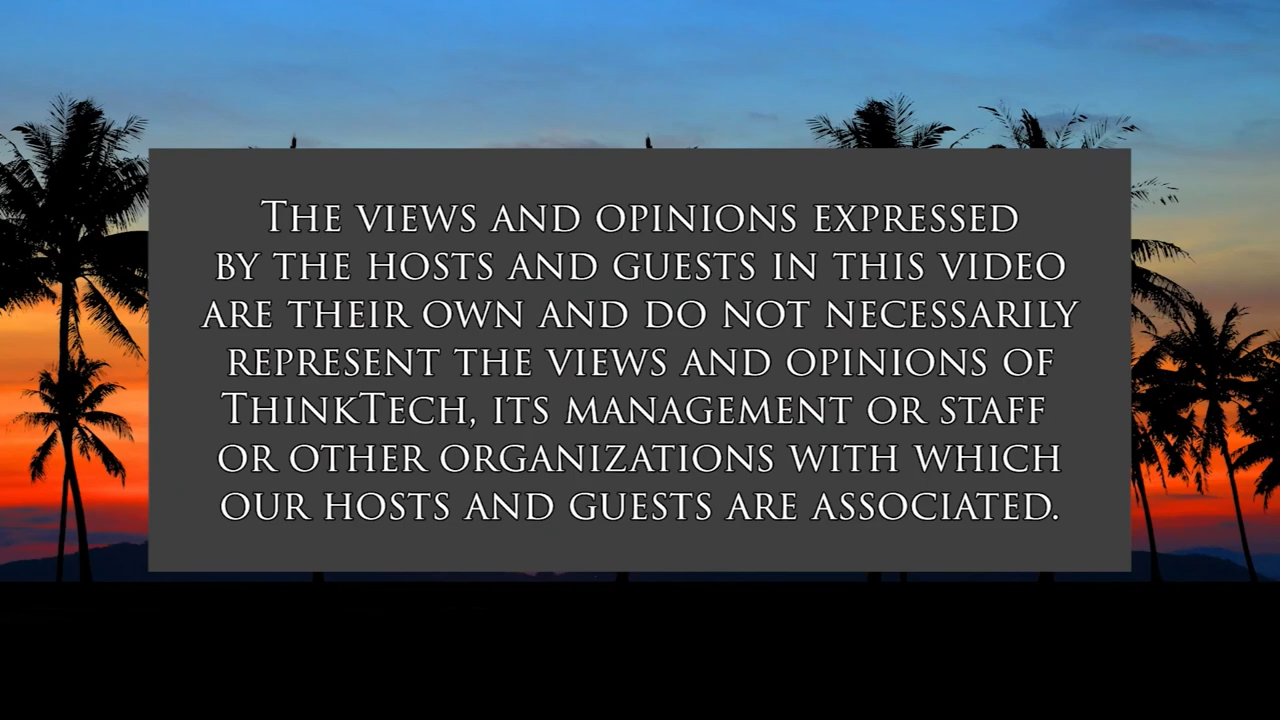 The views and opinions expressed
by the hosts and guests in this video
are their own and do not necessarily
represent the views and opinions of
ThinkTech, its management or staff
or other organizations with which
our hosts and guests are associated.